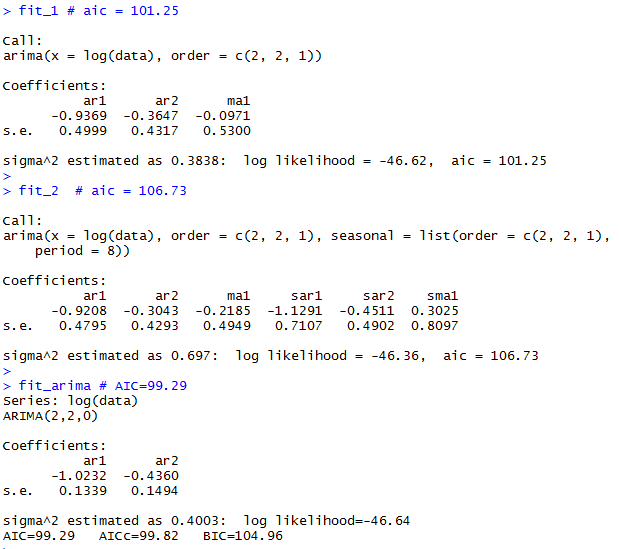 > fit_1 # aic = 101.25
Call:
arima(x = log(data), order = c(2, 2, 1))
Coefficients:
ar1 ar2 ma1
-0.9369 -0.3647 -0.0971
s.e. 0.4999 0.4317 0.5300
sigma^2 estimated as 0.3838: log likelihood = -46.62, aic = 101.25
>
> fit_2 # aic = 106.73
Call:
arima(x = log(data), order = c(2, 2, 1), seasonal = list(order = c(2, 2, 1),
period = 8))
Coefficients:
ar1 ar2 ma1 sar1 sar2 sma1
-0.9208 -0.3043 -0.2185 -1.1291 -0.4511 0.3025
s.e. 0.4795 0.4293 0.4949 0.7107 0.4902 0.8097
sigma^2 estimated as 0.697: log likelihood = -46.36, aic = 106.73
>
> fit_arima # AIC=99.29
Series: log(data)
ARIMA(2,2,0)
Coefficients:
ar1 ar2
-1.0232 -0.4360
s.e. 0.1339 0.1494
sigma^2 estimated as 0.4003: log likelihood=-46.64
AIC=99.29 AICc=99.82 BIC=104.96